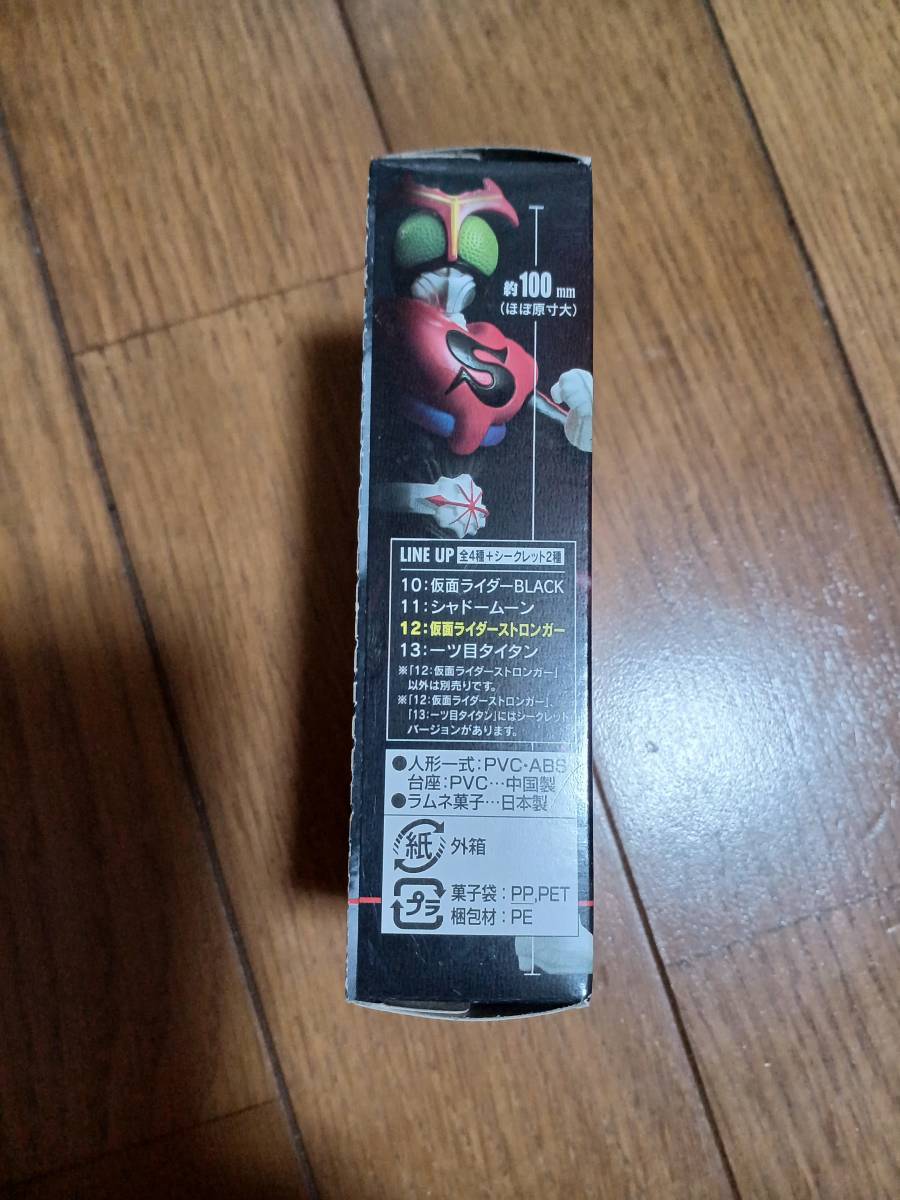 約100mm
(ほぼ原寸大)
S
LINE UP 全4種+シークレット2種
10:仮面ライダーBLACK
11:シャドームーン
12:仮面ライダーストロンガー
13:一ツ目タイタン
※「12:仮面ライダーストロンガー」
以外は別売りです。
※「12:仮面ライダーストロンガー」、
「13:一ツ目タイタン」にはシークレット
バージョンがあります。
●人形一式:PVC・ABS
台座:PVC…中国製
●ラムネ菓子…日本製
紙 外箱
プラ 菓子袋:PP,PET
梱包材:PE